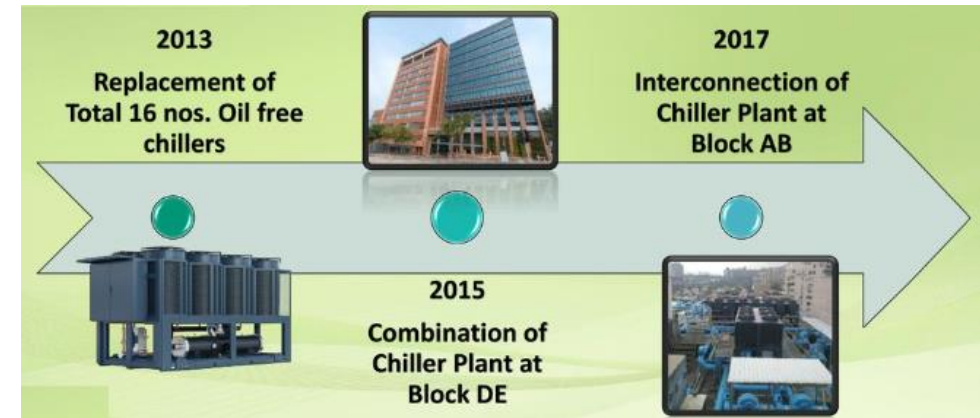 2013
Replacement of
Total 16 nos. Oil free
chillers
2015
Combination of
Chiller Plant at
Block DE
2017
Interconnection of
Chiller Plant at
Block AB